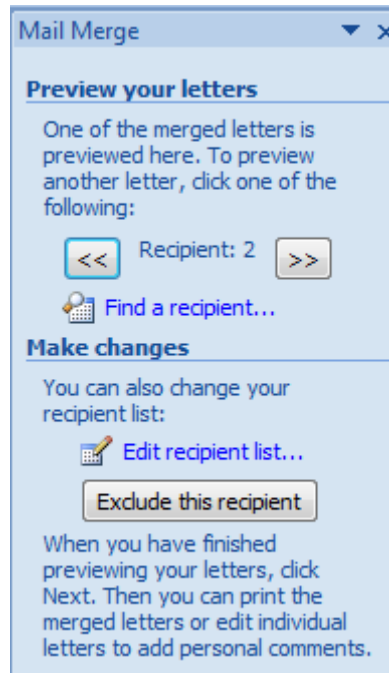 Mail Merge
Preview your letters
One of the merged letters is
previewed here. To preview
another letter, click one of the
following:
<< Recipient: 2 >>
Find a recipient...
Make changes
You can also change your
recipient list:
Edit recipient list...
Exclude this recipient
When you have finished
previewing your letters, click
Next. Then you can print the
merged letters or edit individual
letters to add personal comments.